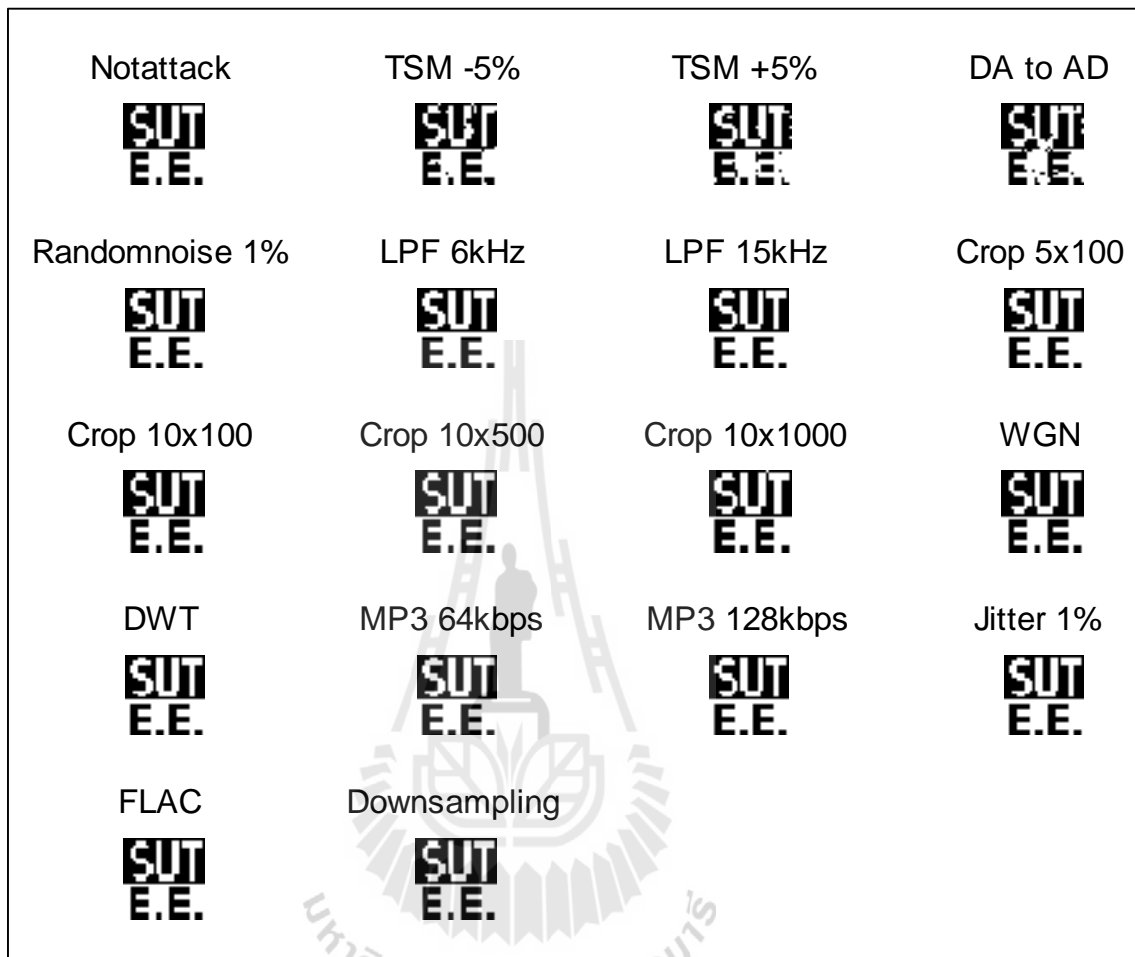 Notattack TSM -5% TSM +5% DA to AD
SUT SUT SUT SUT
E.E. E.E. E.E. E.E.
Randomnoise 1% LPF 6kHz LPF 15kHz Crop 5x100
SUT SUT SUT SUT
E.E. E.E. E.E. E.E.
Crop 10x100 Crop 10x500 Crop 10x1000 WGN
SUT SUT SUT SUT
E.E. E.E. E.E. E.E.
DWT MP3 64kbps MP3 128kbps Jitter 1%
SUT SUT SUT SUT
E.E. E.E. E.E. E.E.
FLAC Downsampling
SUT SUT
E.E. E.E.